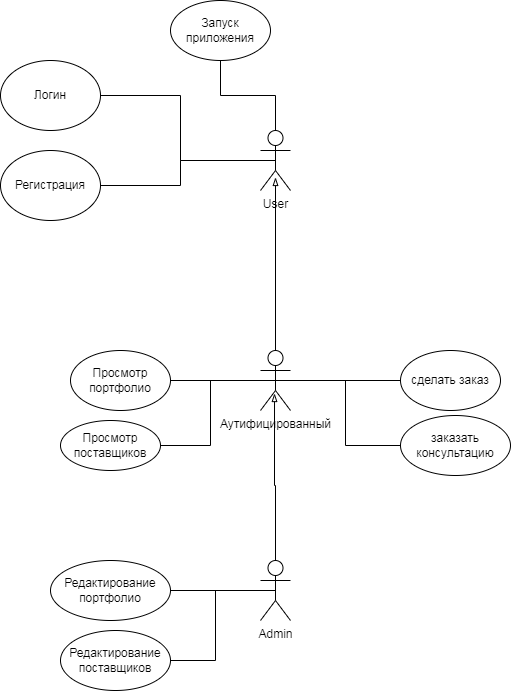 Запуск
приложения
Логин
Регистрация
User
Просмотр
портфолио
сделать заказ
Аутифицированный
Просмотр
поставщиков
заказать
консультацию
Редактирование
портфолио
Admin
Редактирование
поставщиков